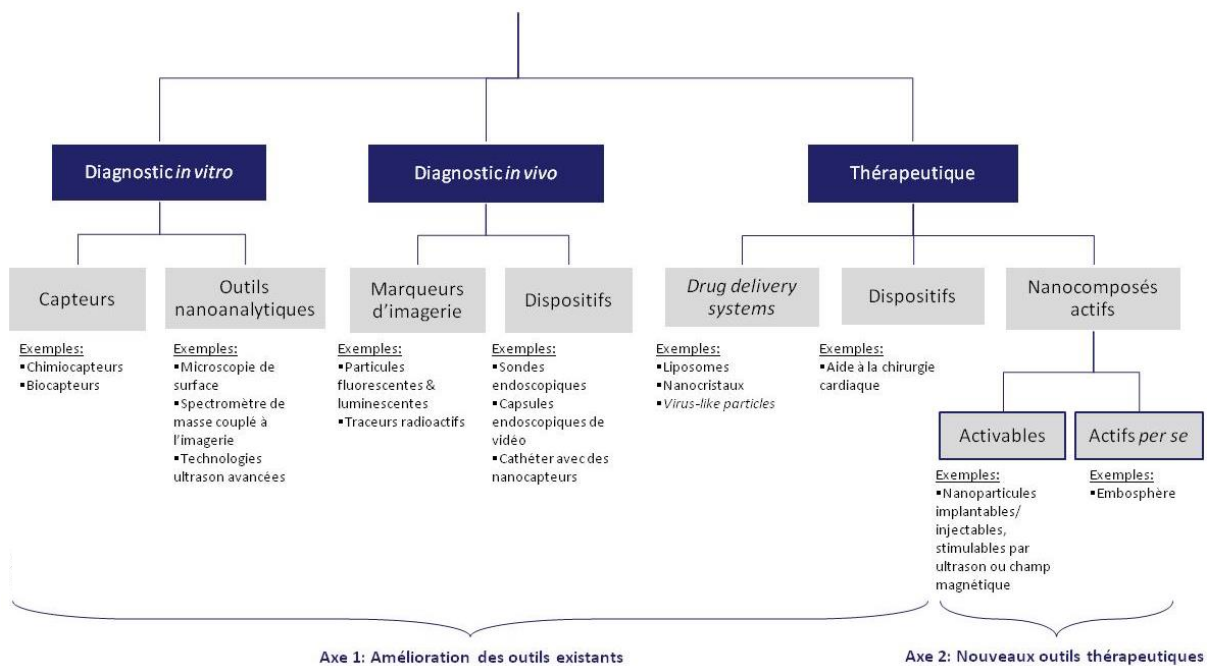 Diagnostic in vitro
Diagnostic in vivo
Thérapeutique
Capteurs
Outils
nanoanalytiques
Marqueurs
d'imagerie
Dispositifs
Drug delivery
systems
Dispositifs
Nanocomposés
actifs
Exemples:
▪Chimiocapteurs
▪Biocapteurs
Exemples:
▪Microscopie de
surface
▪Spectromètre de
masse couplé à
l'imagerie
▪Technologies
ultrason avancées
Exemples:
▪Particules
fluorescentes &
luminescentes
▪Traceurs radioactifs
Exemples:
▪Sondes
endoscopiques
▪Capsules
endoscopiques de
vidéo
▪Cathéter avec des
nanocapteurs
Exemples:
▪Liposomes
▪Nanocristaux
▪Virus-like particles
Exemples:
▪Aide à la chirurgie
cardiaque
Activables
Actifs per se
Exemples:
▪Nanoparticules
implantables/
injectables,
stimulables par
ultrason ou champ
magnétique
Exemples:
▪Embosphère
Axe 1: Amélioration des outils existants
Axe 2: Nouveaux outils thérapeutiques